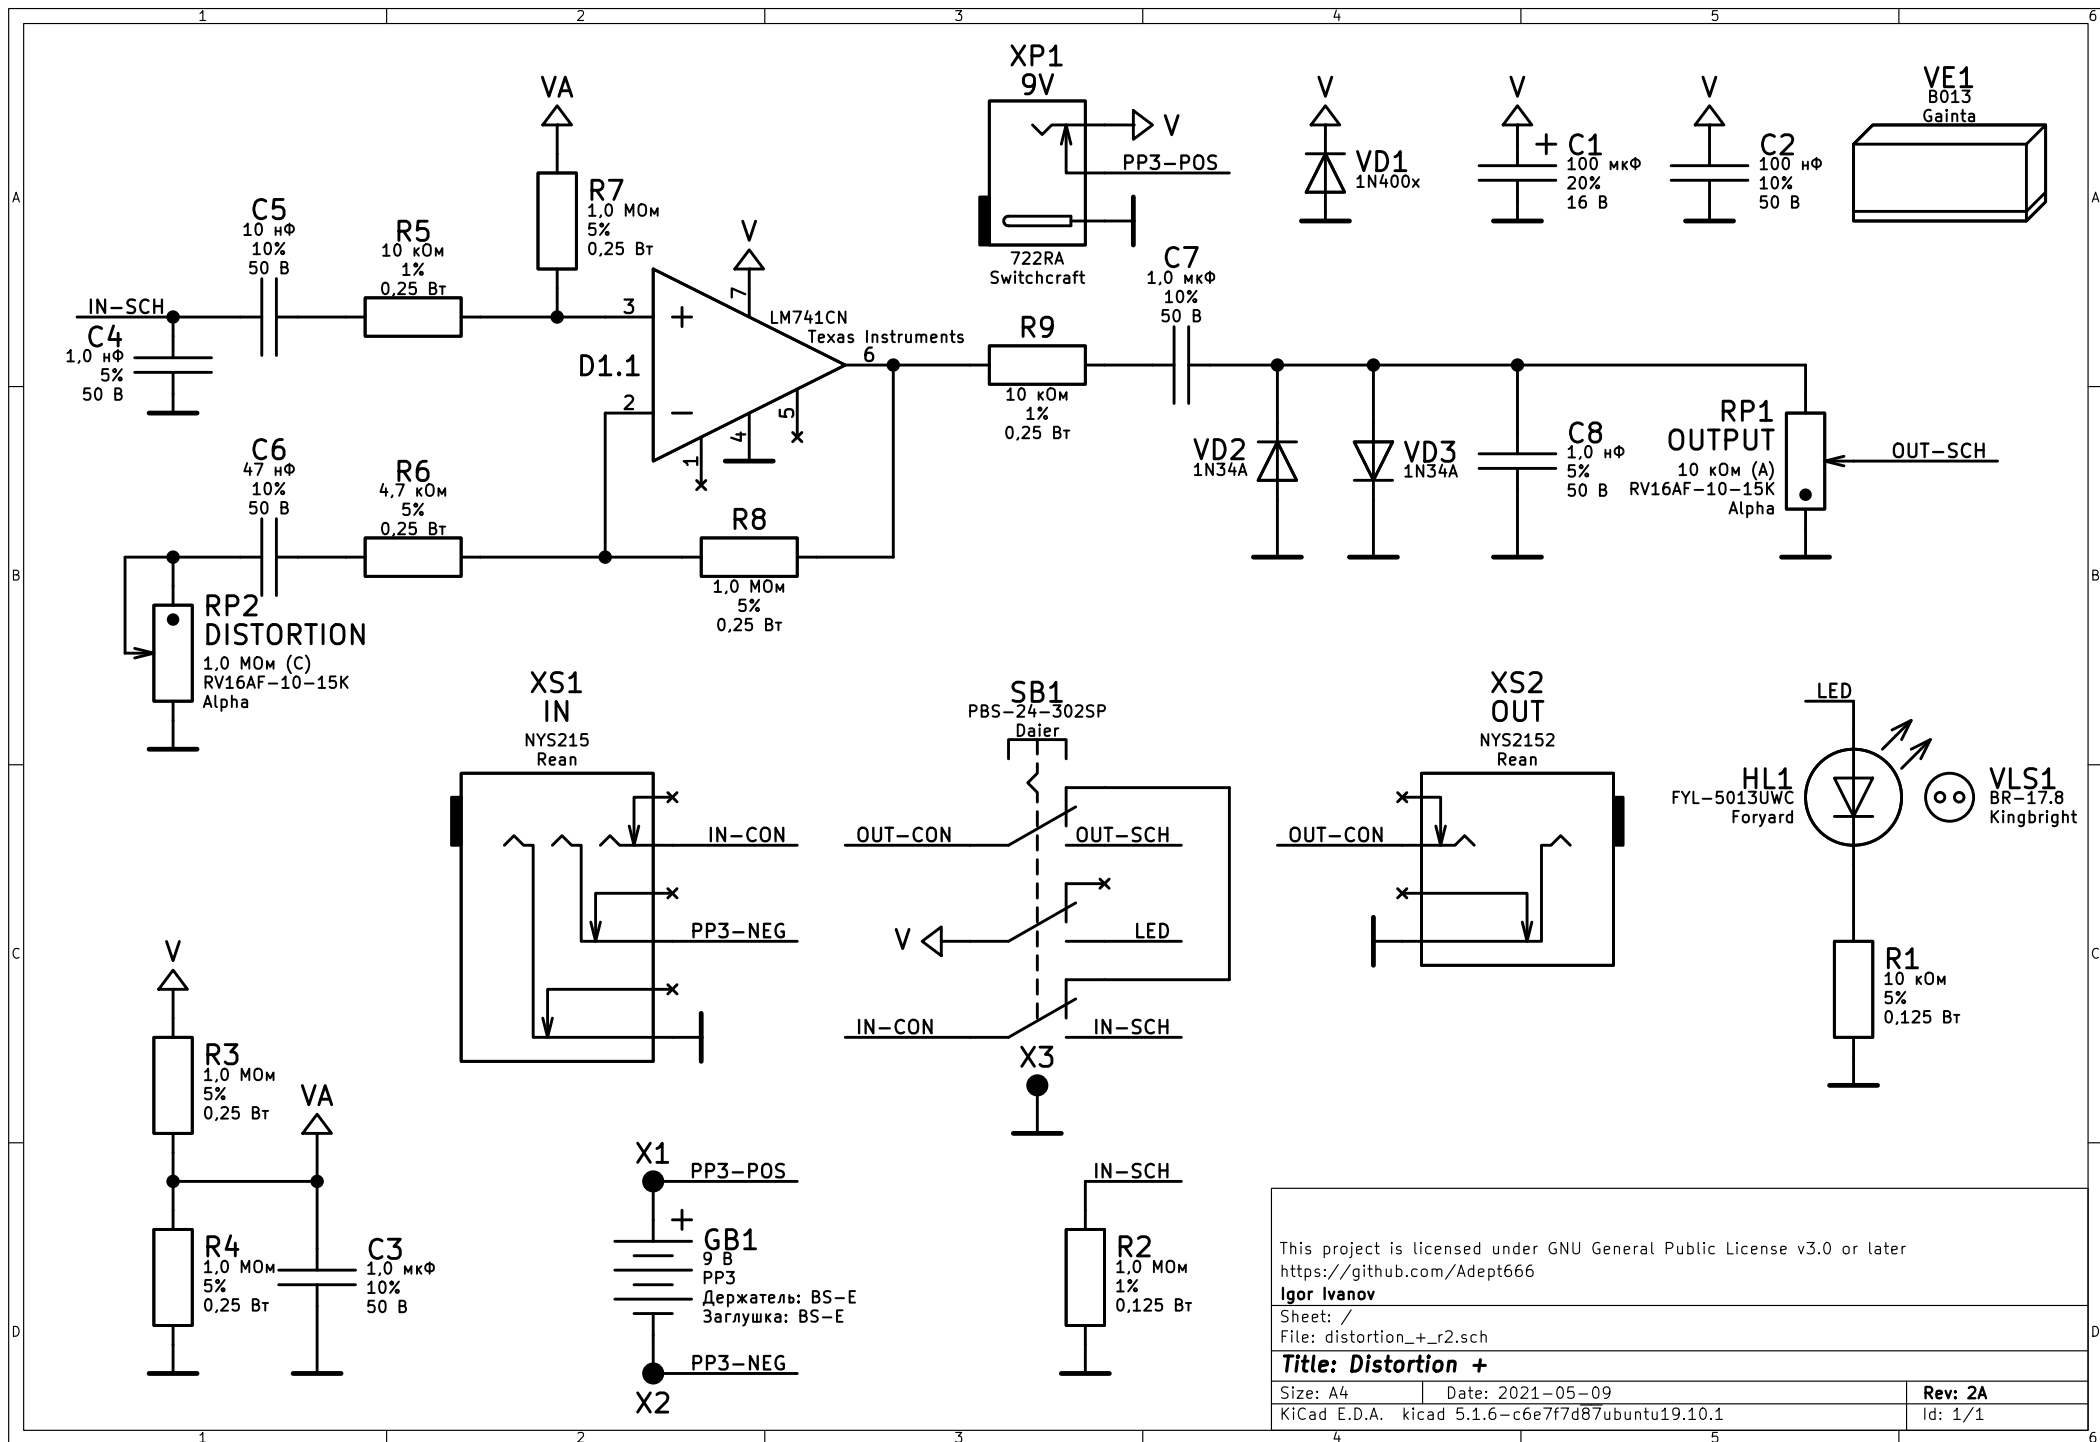 1 2 3 4 5 6
A
B
C
D
A
B
C
D
VA
R7
1,0 МОм
5%
0,25 Вт
C5
10 нФ
10%
50 В
R5
10 кОм
1%
0,25 Вт
IN-SCH
C4
1,0 нФ
5%
50 В
V
7
3
+
LM741CN
Texas Instruments
6
D1.1
2
−
1
4
5
C6
47 нФ
10%
50 В
R6
4,7 кОм
5%
0,25 Вт
R8
1,0 МОм
5%
0,25 Вт
RP2
DISTORTION
1,0 МОм (C)
RV16AF-10-15K
Alpha
XP1
9V
V
PP3-POS
722RA
Switchcraft
R9
10 кОм
1%
0,25 Вт
C7
1,0 мкФ
10%
50 В
V
VD1
1N400x
V
+
C1
100 мкФ
20%
16 В
V
C2
100 нФ
10%
50 В
VE1
B013
Gainta
VD2
1N34A
VD3
1N34A
C8
1,0 нФ
5%
50 В
RP1
OUTPUT
10 кОм (A)
RV16AF-10-15K
Alpha
OUT-SCH
XS1
IN
NYS215
Rean
IN-CON
PP3-NEG
SB1
PBS-24-302SP
Daier
OUT-CON
OUT-SCH
V
LED
IN-CON
IN-SCH
X3
XS2
OUT
NYS2152
Rean
OUT-CON
LED
HL1
FYL-5013UWC
Foryard
VLS1
BR-17.8
Kingbright
R1
10 кОм
5%
0,125 Вт
V
R3
1,0 МОм
5%
0,25 Вт
VA
R4
1,0 МОм
5%
0,25 Вт
C3
1,0 мкФ
10%
50 В
X1
PP3-POS
+
GB1
9 В
PP3
Держатель: BS-E
Заглушка: BS-E
PP3-NEG
X2
IN-SCH
R2
1,0 МОм
1%
0,125 Вт
This project is licensed under GNU General Public License v3.0 or later
https://github.com/Adept666
Igor Ivanov
Sheet: /
File: distortion_+_r2.sch
Title: Distortion +
Size: A4 Date: 2021-05-09 Rev: 2A
KiCad E.D.A. kicad 5.1.6-c6e7f7d87ubuntu19.10.1 Id: 1/1
1 2 3 4 5 6